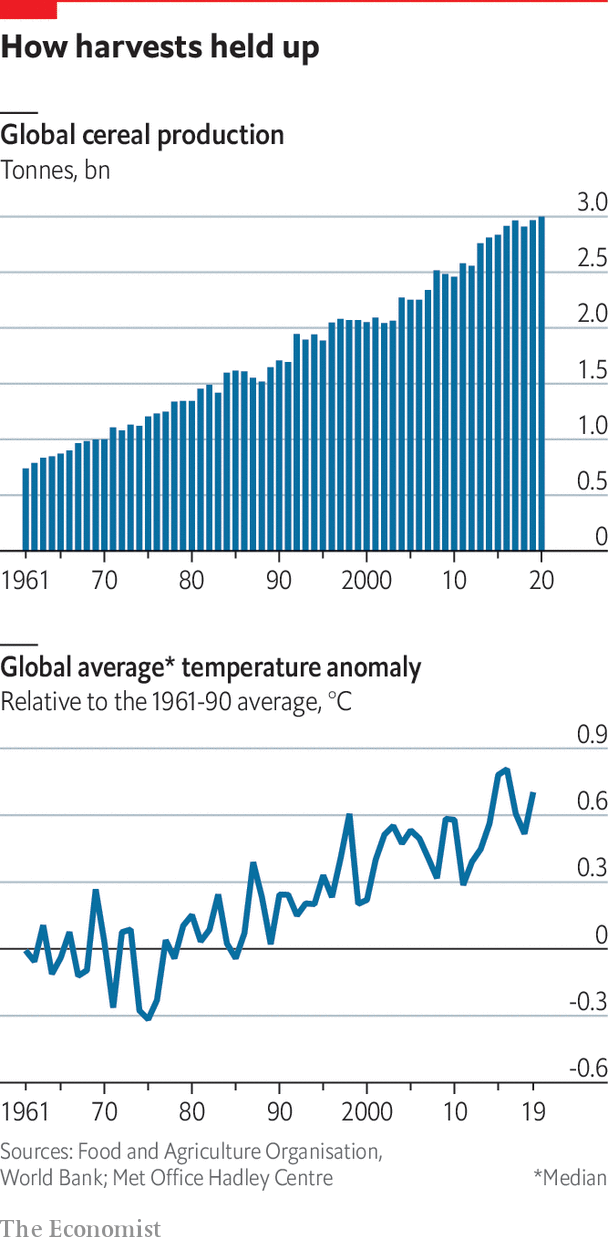 How harvests held up
Global cereal production
Tonnes, bn
3.0
2.5
2.0
1.5
1.0
0.5
0
1961 70 80 90 2000 10 20
Global average* temperature anomaly
Relative to the 1961-90 average, °C
0.9
0.6
0.3
0
-0.3
-0.6
1961 70 80 90 2000 10 19
Sources: Food and Agriculture Organisation,
World Bank; Met Office Hadley Centre *Median
The Economist